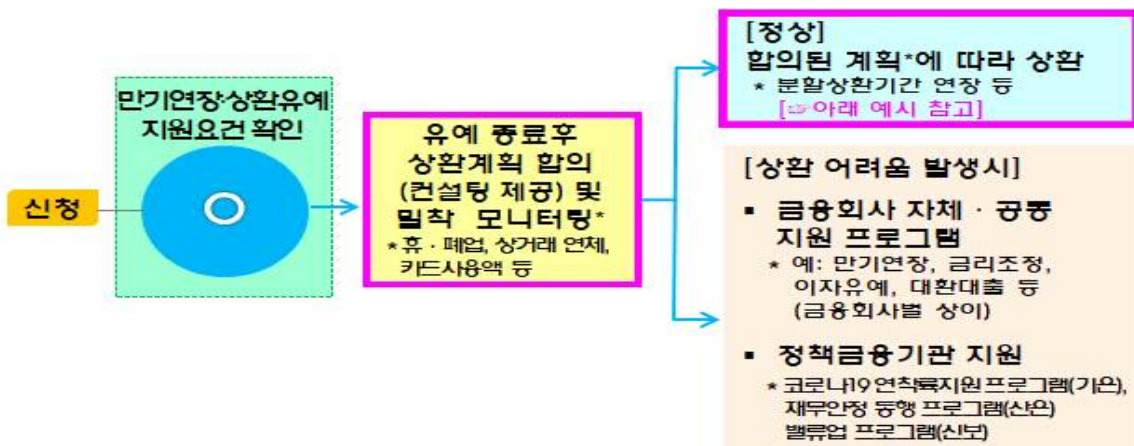 신청
만기연장·상환유예
지원요건 확인
유예 종료후
상환계획 합의
(컨설팅 제공) 및
밀착 모니터링*
* 휴·폐업, 상거래 연체,
카드사용액 등
[정상]
합의된 계획*에 따라 상환
* 분할상환기간 연장 등
[☞아래 예시 참고]
[상환 어려움 발생시]
▪ 금융회사 자체·공동
지원 프로그램
* 예: 만기연장, 금리조정,
이자유예, 대환대출 등
(금융회사별 상이)
▪ 정책금융기관 지원
* 코로나19 연착륙지원 프로그램(기은),
재무안정 동행 프로그램(산은)
밸류업 프로그램(신보)